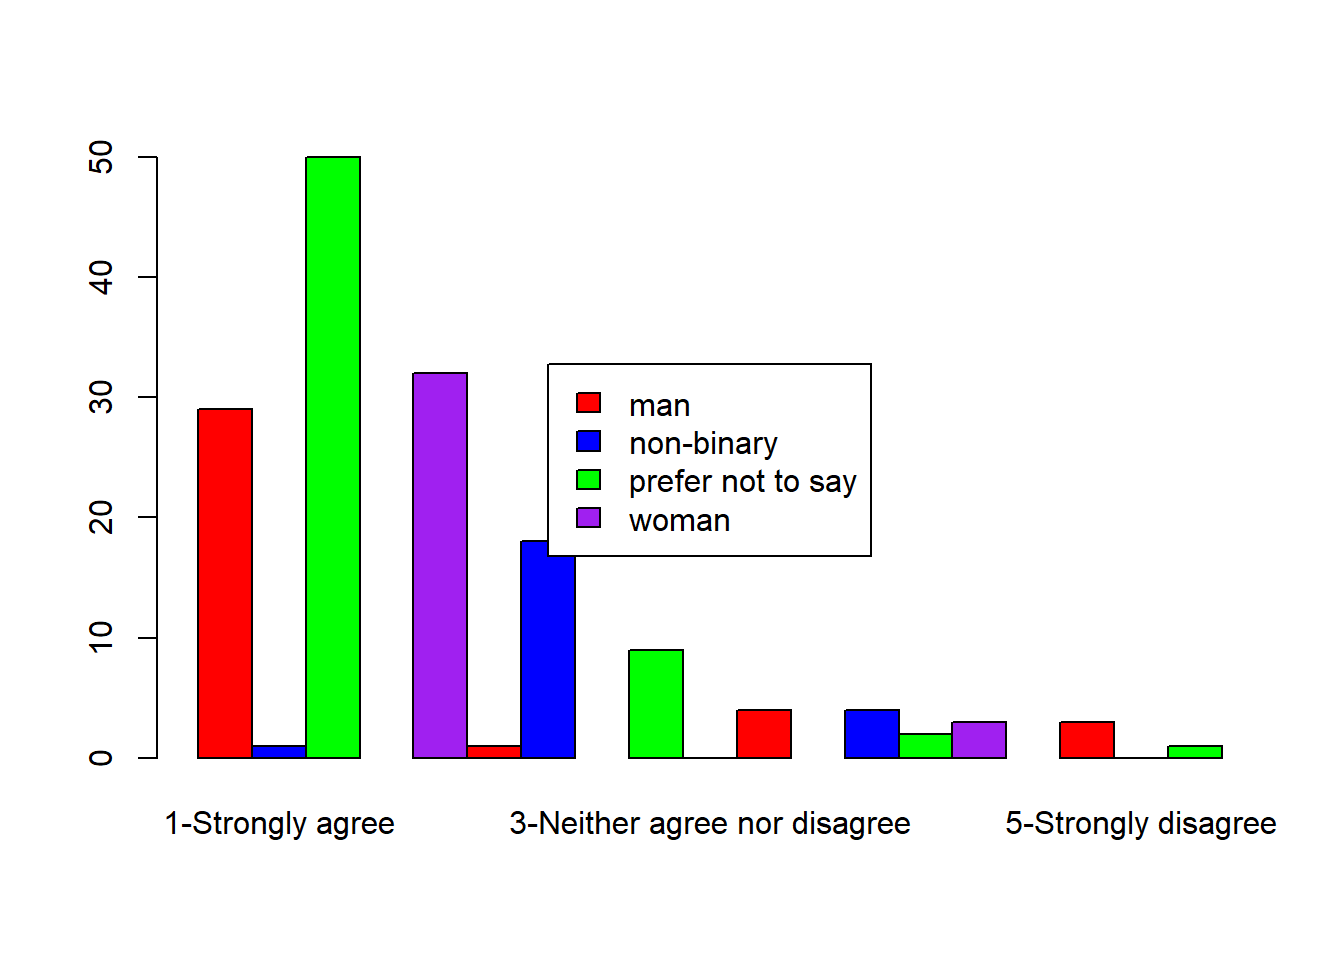 50
40
30
20
10
0
man
non-binary
prefer not to say
woman
1-Strongly agree
3-Neither agree nor disagree
5-Strongly disagree